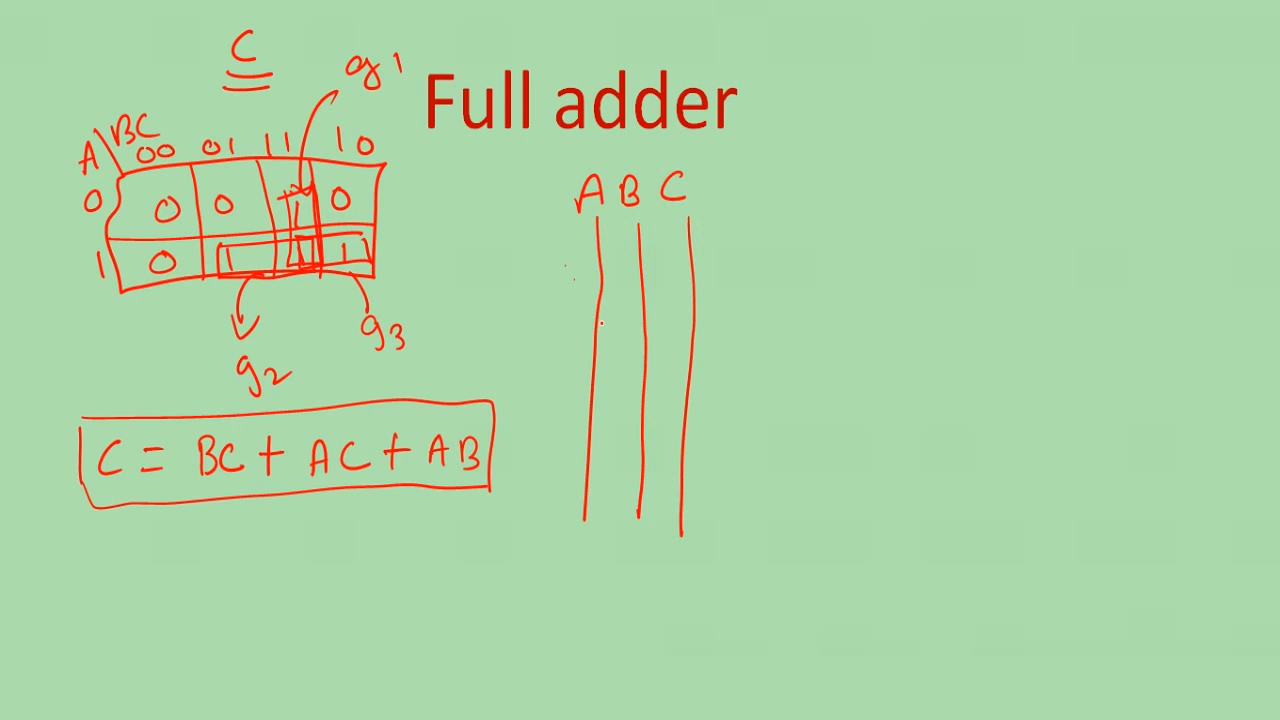 C
g1
Full adder
A\BC 00 01 11 10
0 0 0 1 0
1 0 1 1 1
g2
g3
C = BC + AC + AB
A B C